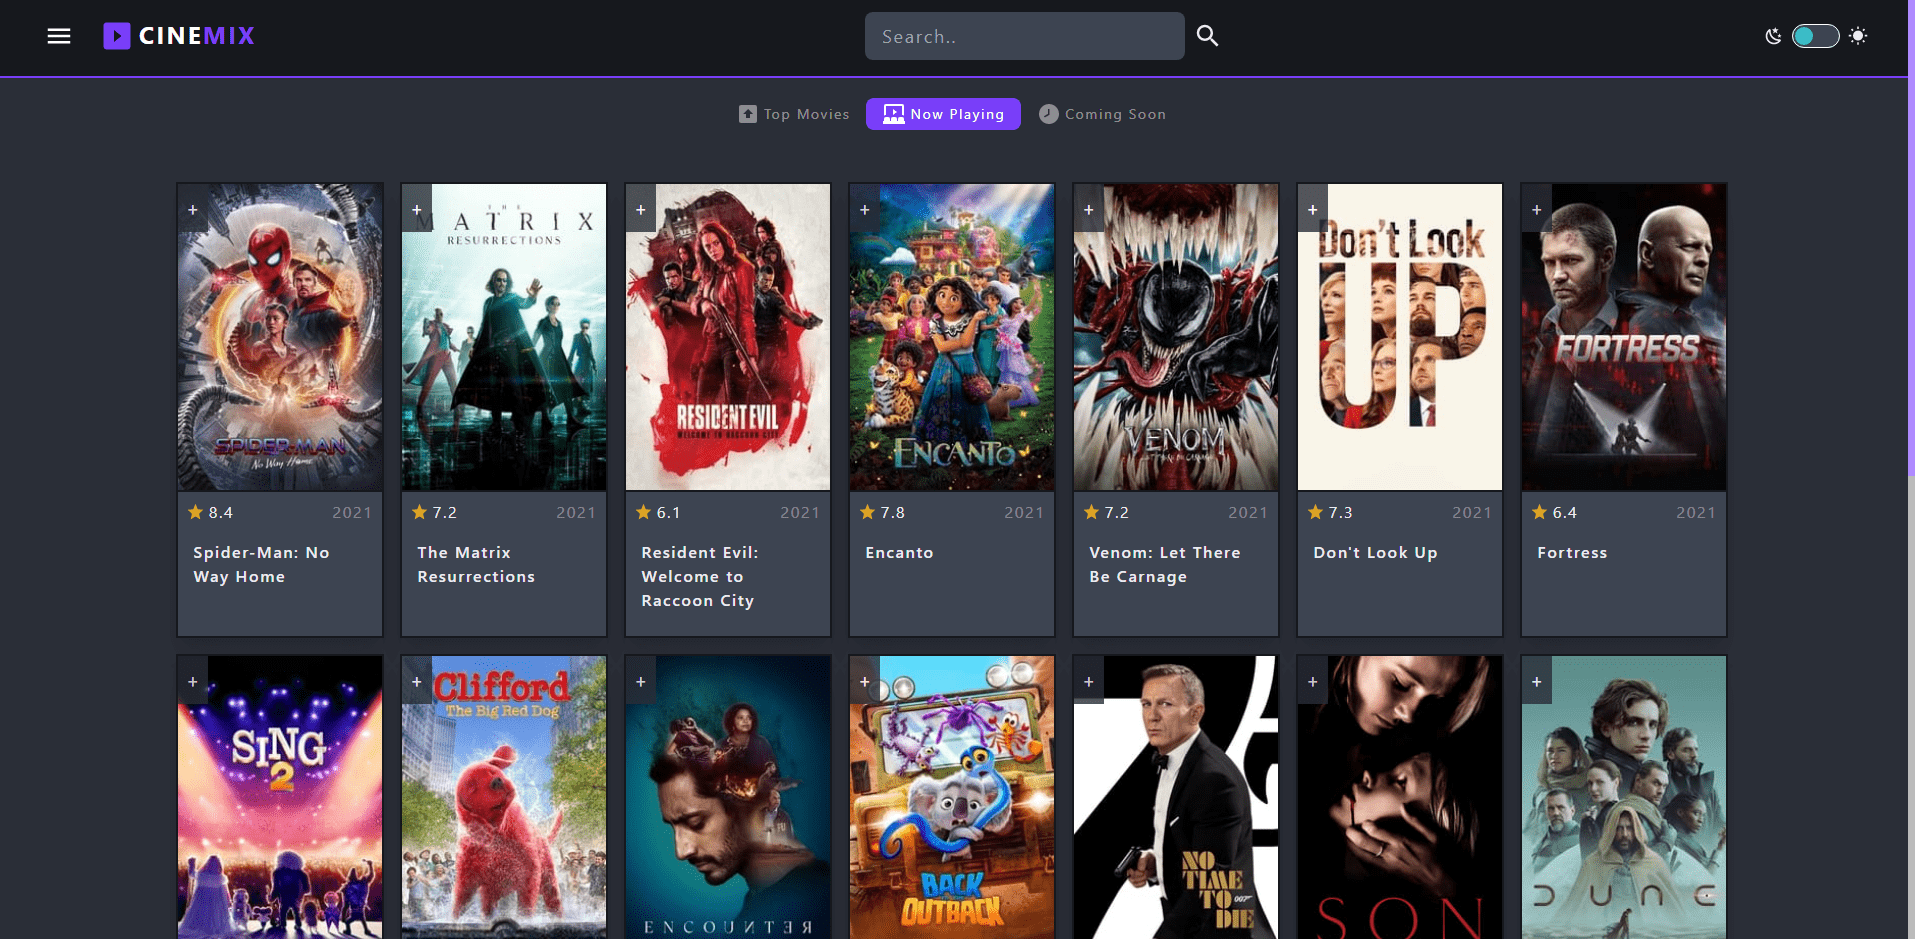 CINEMIX
Search..
Top Movies
Now Playing
Coming Soon
+
+
+
+
+
+
+
SPIDER-MAN
No Way Home
THE
MATRIX
RESURRECTIONS
RESIDENT EVIL
WELCOME TO RACCOON CITY
ENCANTO
VENOM
LET THERE BE CARNAGE
Don't Look
UP
FORTRESS
8.4
2021
7.2
2021
6.1
2021
7.8
2021
7.2
2021
7.3
2021
6.4
2021
Spider-Man: No
Way Home
The Matrix
Resurrections
Resident Evil:
Welcome to
Raccoon City
Encanto
Venom: Let There
Be Carnage
Don't Look Up
Fortress
+
+
+
+
+
+
+
SING
2
Clifford
The Big Red Dog
ENCOUNTER
BACK
OUTBACK
NO
TIME
TO 007
DIE
SON
DUNE